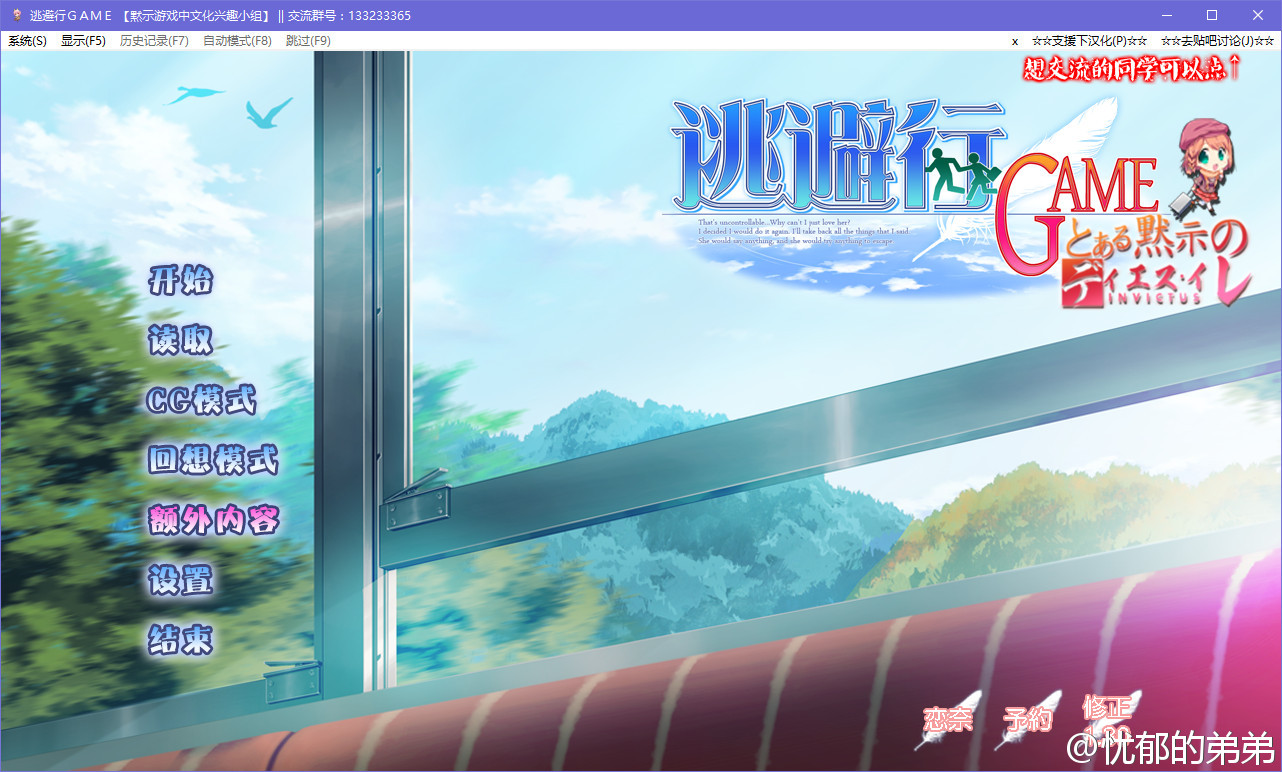 逃避行GAME 【默示游戏中文化兴趣小组】 || 交流群号：133233365
系统(S) 显示(F5) 历史记录(F7) 自动模式(F8) 跳过(F9) x ☆☆支援下汉化(P)☆☆ ☆☆去贴吧讨论(J)☆☆
想交流的同学可以点↑
逃避行
GAME
That's uncontrollable...Why can't I just love her?
I decided I would do it again. I'll take back all the things that I said.
She would say anything, and she would try anything to escape.
とある黙示の
ディエス・イレ
INVICTUS
开始
读取
CG模式
回想模式
额外内容
设置
结束
恋奈 予約 修正
@忧郁的弟弟